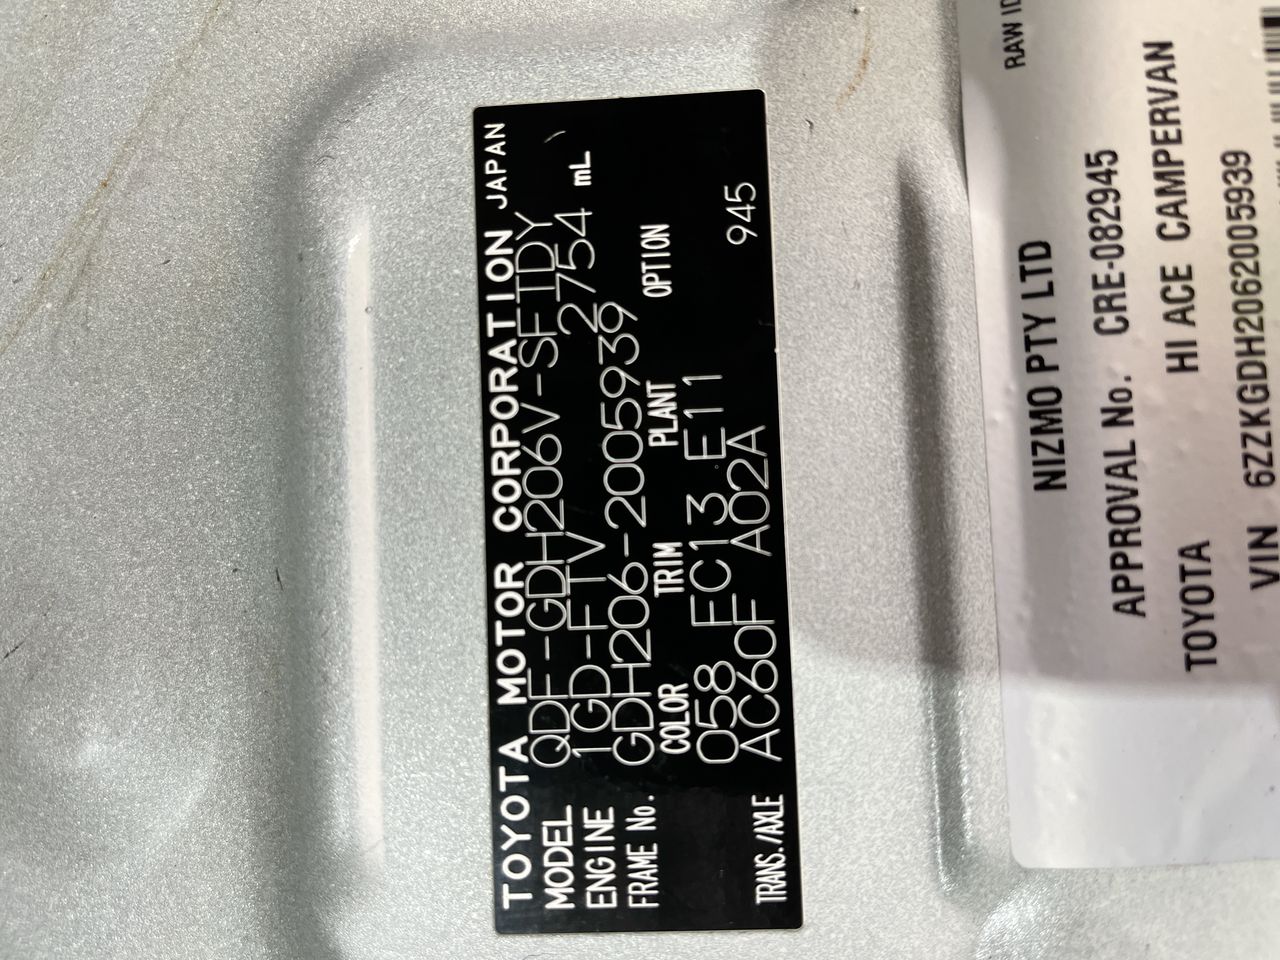 TOYOTA MOTOR CORPORATION JAPAN
MODEL QDF-GDH206V-SFTDY
ENGINE 1GD-FTV 2754 mL
FRAME No. GDH206-2005939
COLOR TRIM PLANT OPTION
058 FC13 E11
TRANS./AXLE AC60F A02A 945
RAW
NIZMO PTY LTD
APPROVAL No. CRE-082945
TOYOTA HI ACE CAMPERVAN
VIN 6ZZKGDH2062005939